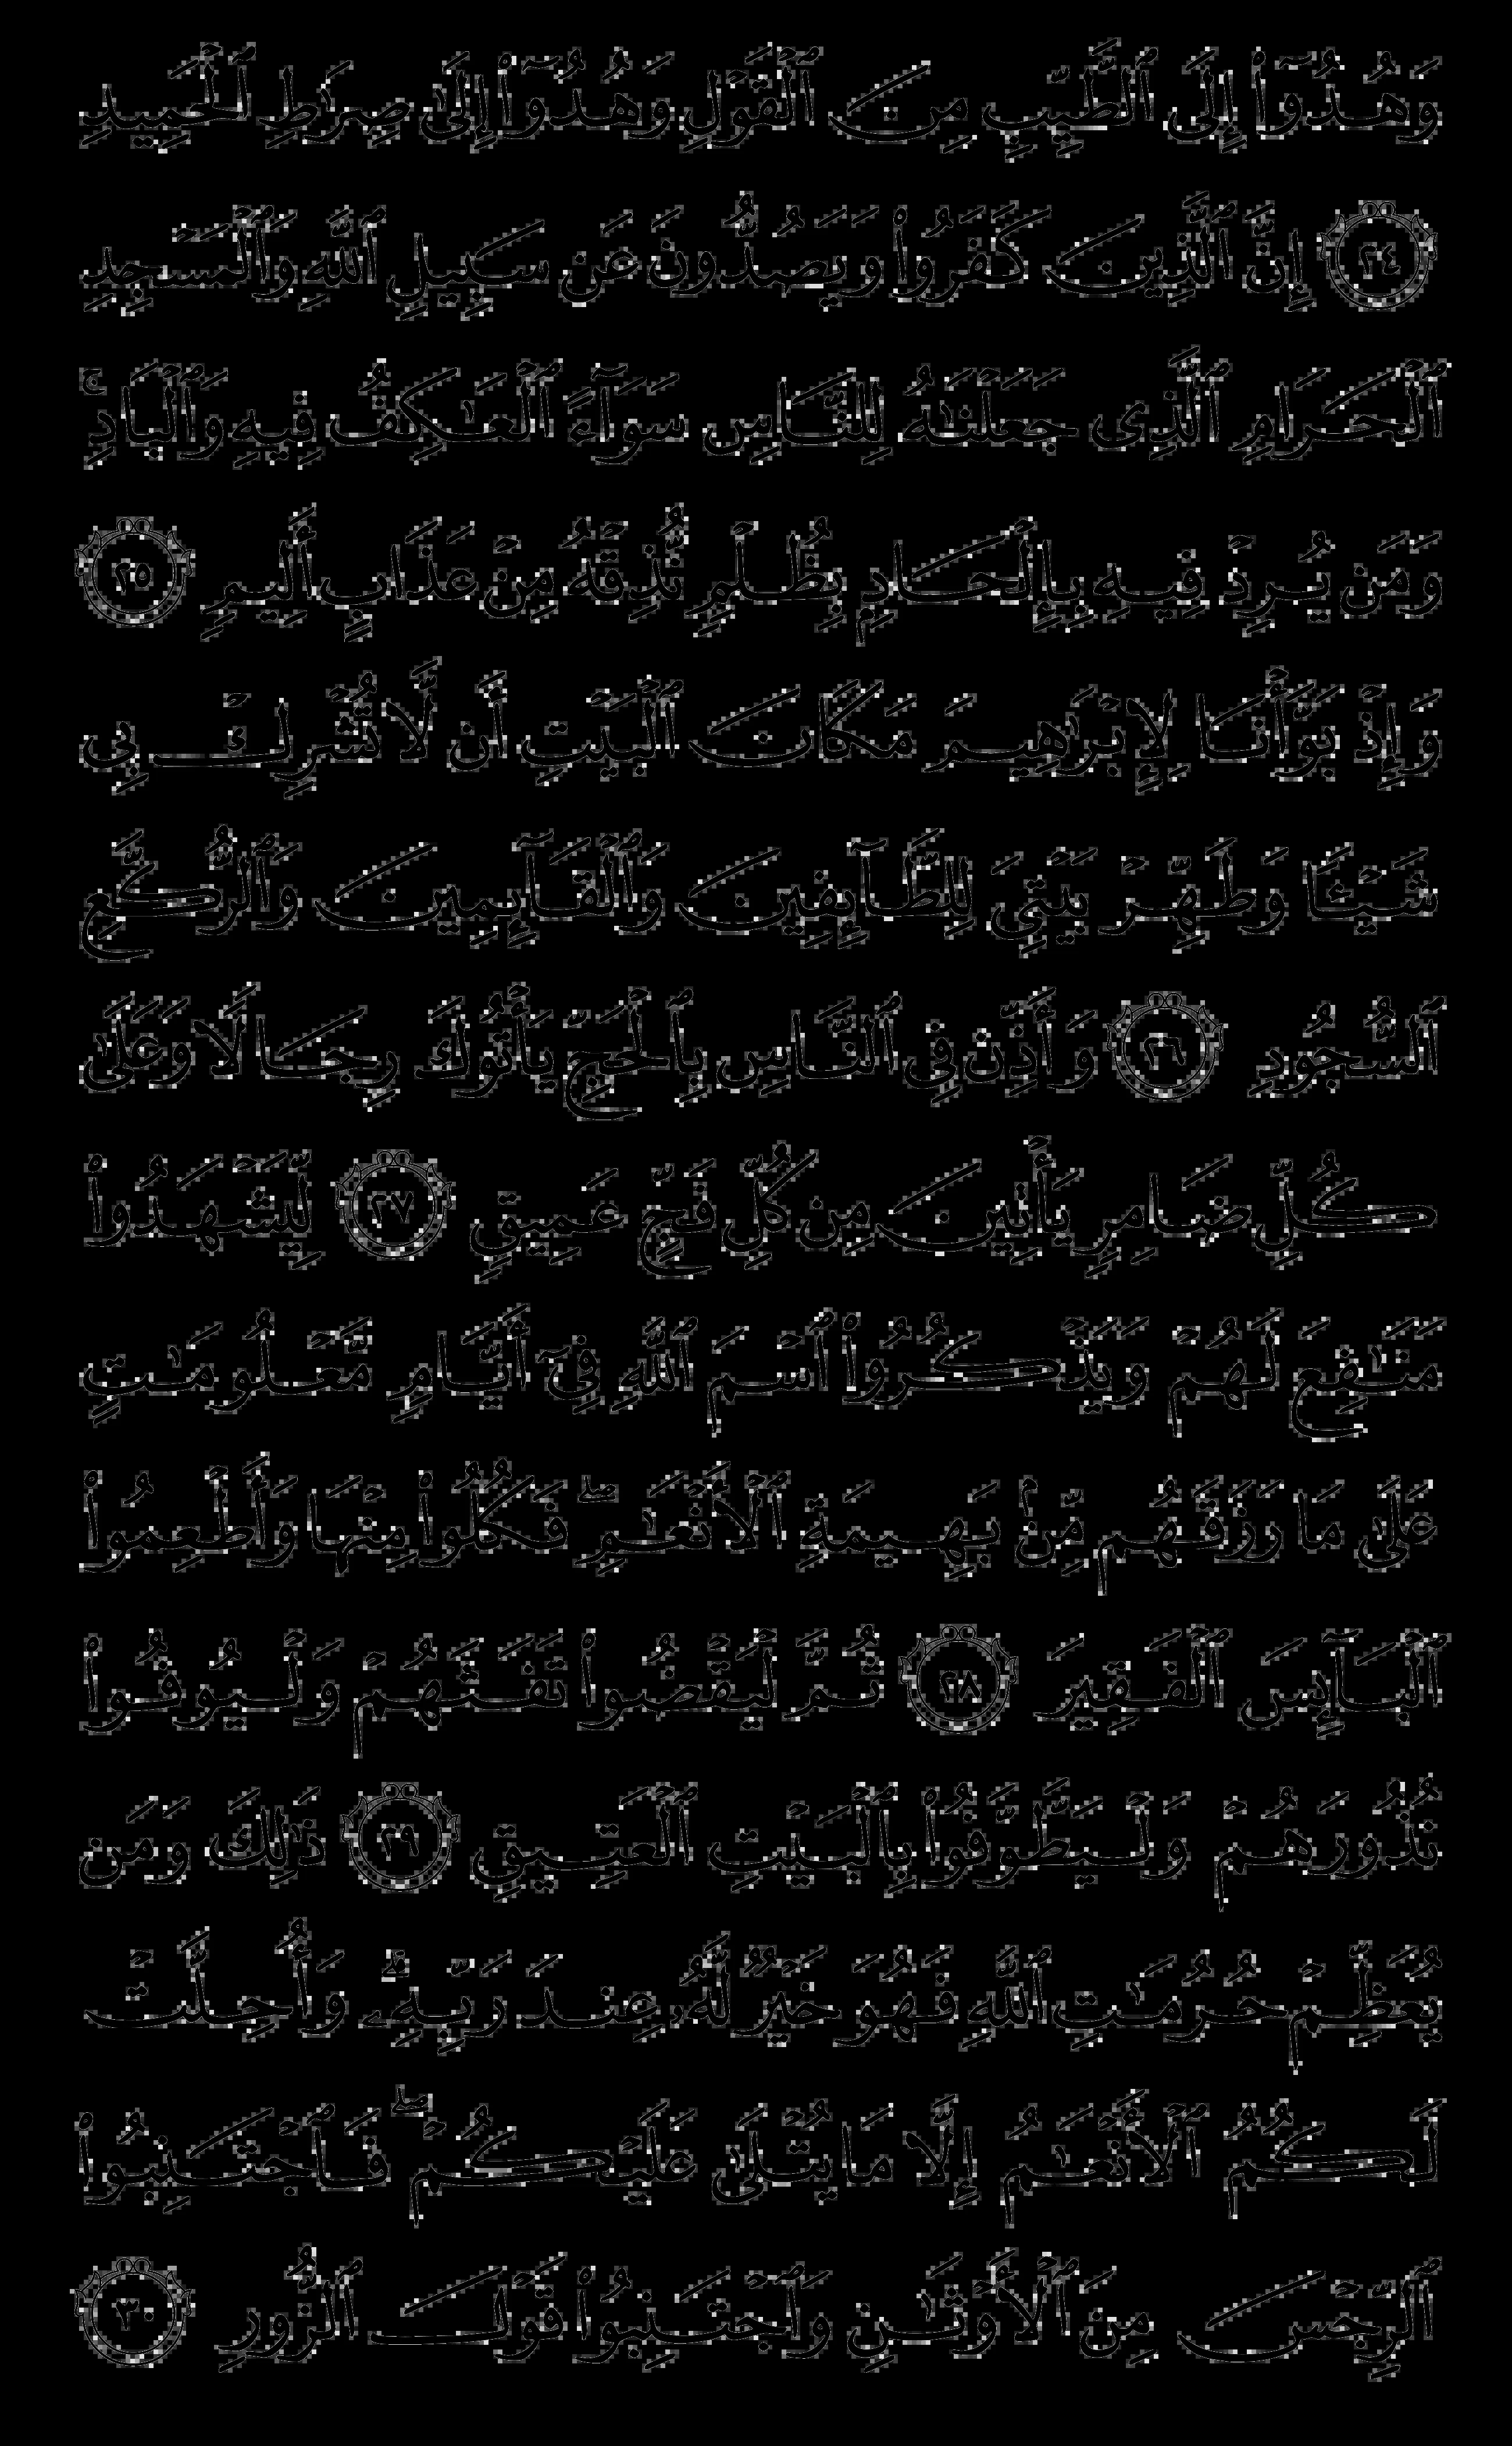 وَهُدُوٓا۟ إِلَى ٱلطَّيِّبِ مِنَ ٱلْقَوْلِ وَهُدُوٓا۟ إِلَىٰ صِرَٰطِ ٱلْحَمِيدِ
٢٤ إِنَّ ٱلَّذِينَ كَفَرُوا۟ وَيَصُدُّونَ عَن سَبِيلِ ٱللَّهِ وَٱلْمَسْجِدِ
ٱلْحَرَامِ ٱلَّذِى جَعَلْنَٰهُ لِلنَّاسِ سَوَآءً ٱلْعَٰكِفُ فِيهِ وَٱلْبَادِ ۚ
وَمَن يُرِدْ فِيهِ بِإِلْحَادٍۭ بِظُلْمٍ نُّذِقْهُ مِنْ عَذَابٍ أَلِيمٍ ٢٥
وَإِذْ بَوَّأْنَا لِإِبْرَٰهِيمَ مَكَانَ ٱلْبَيْتِ أَن لَّا تُشْرِكْ بِى
شَيْـًٔا وَطَهِّرْ بَيْتِىَ لِلطَّآئِفِينَ وَٱلْقَآئِمِينَ وَٱلرُّكَّعِ
ٱلسُّجُودِ ٢٦ وَأَذِّن فِى ٱلنَّاسِ بِٱلْحَجِّ يَأْتُوكَ رِجَالًا وَعَلَىٰ
كُلِّ ضَامِرٍ يَأْتِينَ مِن كُلِّ فَجٍّ عَمِيقٍ ٢٧ لِّيَشْهَدُوا۟
مَنَٰفِعَ لَهُمْ وَيَذْكُرُوا۟ ٱسْمَ ٱللَّهِ فِىٓ أَيَّامٍ مَّعْلُومَٰتٍ
عَلَىٰ مَا رَزَقَهُم مِّنۢ بَهِيمَةِ ٱلْأَنْعَٰمِ ۖ فَكُلُوا۟ مِنْهَا وَأَطْعِمُوا۟
ٱلْبَآئِسَ ٱلْفَقِيرَ ٢٨ ثُمَّ لْيَقْضُوا۟ تَفَثَهُمْ وَلْيُوفُوا۟
نُذُورَهُمْ وَلْيَطَّوَّفُوا۟ بِٱلْبَيْتِ ٱلْعَتِيقِ ٢٩ ذَٰلِكَ وَمَن
يُعَظِّمْ حُرُمَٰتِ ٱللَّهِ فَهُوَ خَيْرٌ لَّهُۥ عِندَ رَبِّهِۦ ۗ وَأُحِلَّتْ
لَكُمُ ٱلْأَنْعَٰمُ إِلَّا مَا يُتْلَىٰ عَلَيْكُمْ ۖ فَٱجْتَنِبُوا۟
ٱلرِّجْسَ مِنَ ٱلْأَوْثَٰنِ وَٱجْتَنِبُوا۟ قَوْلَ ٱلزُّورِ ٣٠